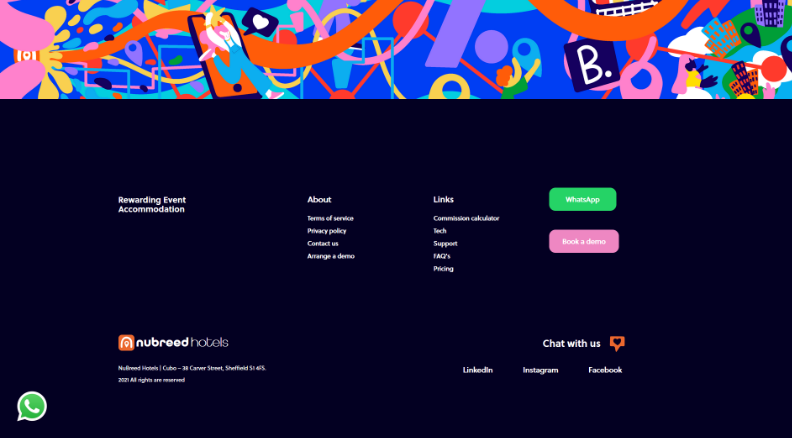 B.
Rewarding Event
Accommodation
About
Terms of service
Privacy policy
Contact us
Arrange a demo
Links
Commission calculator
Tech
Support
FAQ's
Pricing
WhatsApp
Book a demo
nubreed hotels
NuBreed Hotels | Cubo – 38 Carver Street, Sheffield S1 4FS.
2021 All rights are reserved
Chat with us
LinkedIn
Instagram
Facebook